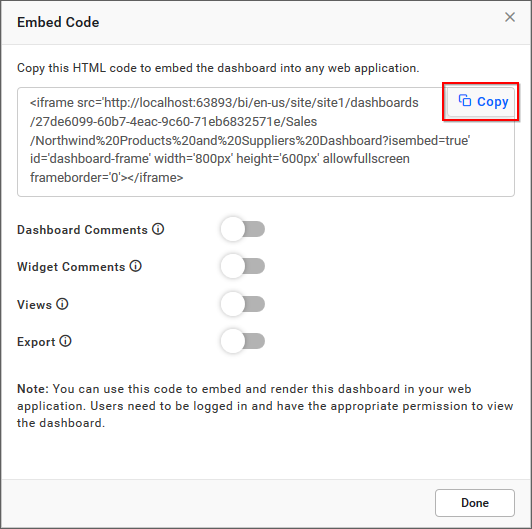 Embed Code
Copy this HTML code to embed the dashboard into any web application.
<iframe src='http://localhost:63893/bi/en-us/site/site1/dashboards
Copy
/27de6099-60b7-4eac-9c60-71eb6832571e/Sales
/Northwind%20Products%20and%20Suppliers%20Dashboard?isembed=true'
id='dashboard-frame' width='800px' height='600px' allowfullscreen
frameborder='0'></iframe>
Dashboard Comments
Widget Comments
Views
Export
Note: You can use this code to embed and render this dashboard in your web
application. Users need to be logged in and have the appropriate permission to view
the dashboard.
Done